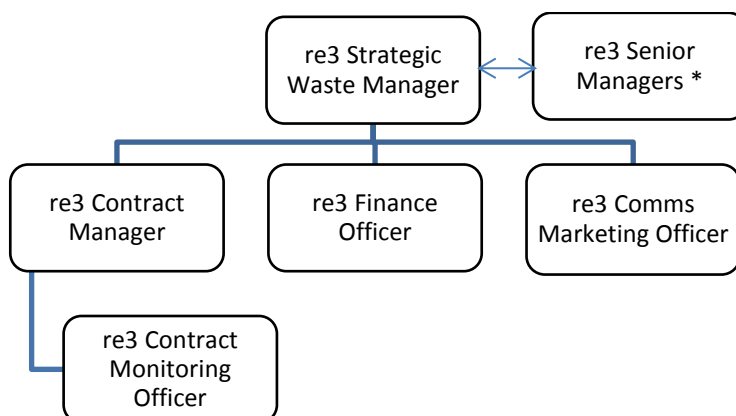 re3 Strategic
Waste Manager
re3 Senior
Managers *
re3 Contract
Manager
re3 Finance
Officer
re3 Comms
Marketing Officer
re3 Contract
Monitoring
Officer